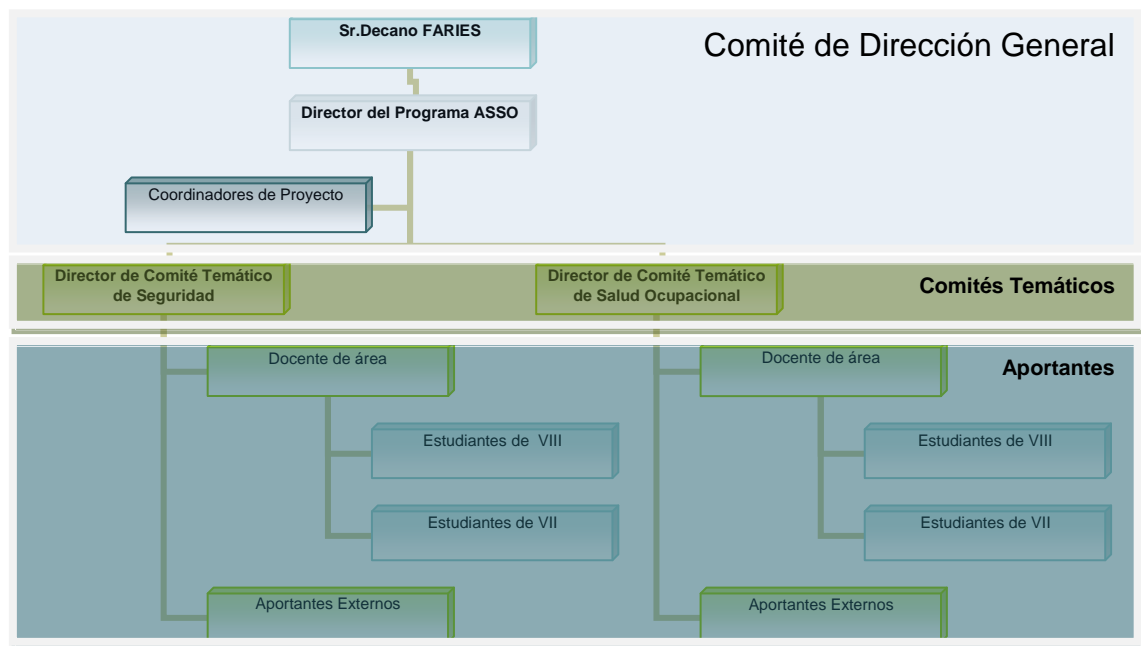 Sr.Decano FARIES
Comité de Dirección General
Director del Programa ASSO
Coordinadores de Proyecto
Director de Comité Temático
de Seguridad
Director de Comité Temático
de Salud Ocupacional
Comités Temáticos
Docente de área
Docente de área
Aportantes
Estudiantes de VIII
Estudiantes de VIII
Estudiantes de VII
Estudiantes de VII
Aportantes Externos
Aportantes Externos